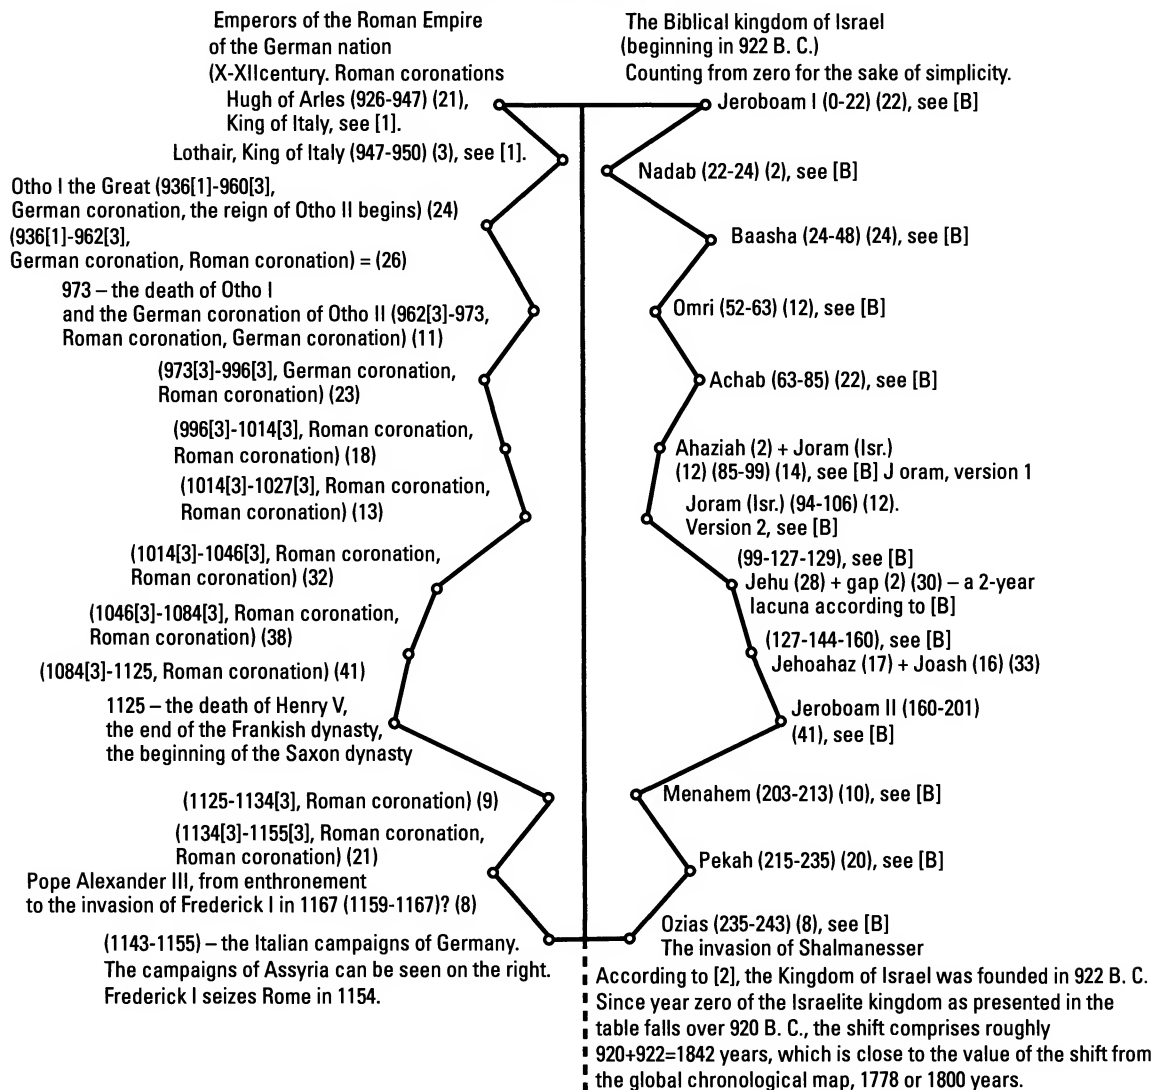 Emperors of the Roman Empire
of the German nation
(X-XIIcentury. Roman coronations
Hugh of Arles (926-947) (21),
King of Italy, see [1].
Lothair, King of Italy (947-950) (3), see [1].
Otho I the Great (936[1]-960[3],
German coronation, the reign of Otho II begins) (24)
(936[1]-962[3],
German coronation, Roman coronation) = (26)
973 – the death of Otho I
and the German coronation of Otho II (962[3]-973,
Roman coronation, German coronation) (11)
(973[3]-996[3], German coronation,
Roman coronation) (23)
(996[3]-1014[3], Roman coronation,
Roman coronation) (18)
(1014[3]-1027[3], Roman coronation,
Roman coronation) (13)
(1014[3]-1046[3], Roman coronation,
Roman coronation) (32)
(1046[3]-1084[3], Roman coronation,
Roman coronation) (38)
(1084[3]-1125, Roman coronation) (41)
1125 – the death of Henry V,
the end of the Frankish dynasty,
the beginning of the Saxon dynasty
(1125-1134[3], Roman coronation) (9)
(1134[3]-1155[3], Roman coronation,
Roman coronation) (21)
Pope Alexander III, from enthronement
to the invasion of Frederick I in 1167 (1159-1167)? (8)
(1143-1155) – the Italian campaigns of Germany.
The campaigns of Assyria can be seen on the right.
Frederick I seizes Rome in 1154.
The Biblical kingdom of Israel
(beginning in 922 B. C.)
Counting from zero for the sake of simplicity.
Jeroboam I (0-22) (22), see [B]
Nadab (22-24) (2), see [B]
Baasha (24-48) (24), see [B]
Omri (52-63) (12), see [B]
Achab (63-85) (22), see [B]
Ahaziah (2) + Joram (Isr.)
(12) (85-99) (14), see [B] J oram, version 1
Joram (Isr.) (94-106) (12).
Version 2, see [B]
(99-127-129), see [B]
Jehu (28) + gap (2) (30) – a 2-year
lacuna according to [B]
(127-144-160), see [B]
Jehoahaz (17) + Joash (16) (33)
Jeroboam II (160-201)
(41), see [B]
Menahem (203-213) (10), see [B]
Pekah (215-235) (20), see [B]
Ozias (235-243) (8), see [B]
The invasion of Shalmanesser
According to [2], the Kingdom of Israel was founded in 922 B. C.
Since year zero of the Israelite kingdom as presented in the
table falls over 920 B. C., the shift comprises roughly
920+922=1842 years, which is close to the value of the shift from
the global chronological map, 1778 or 1800 years.